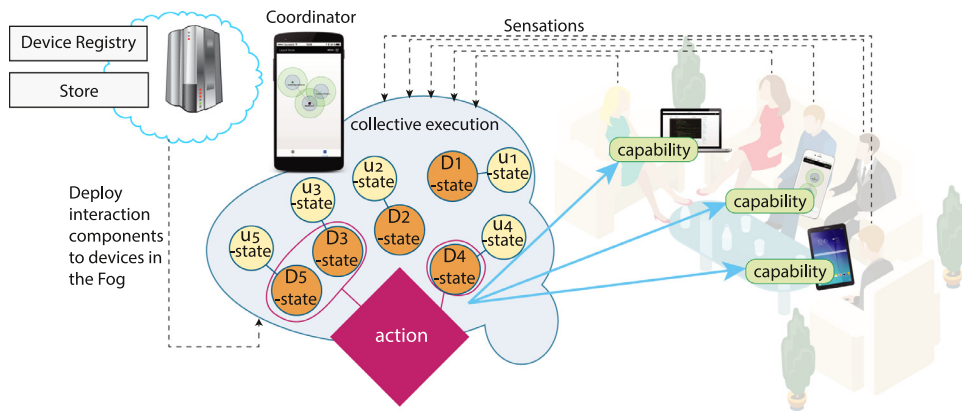 Coordinator
Device Registry
Store
Sensations
collective execution
capability
capability
capability
Deploy
interaction
components
to devices in
the Fog
D1
-state
u1
-state
u2
-state
D2
-state
u3
-state
D3
-state
u4
-state
D4
-state
u5
-state
D5
-state
action